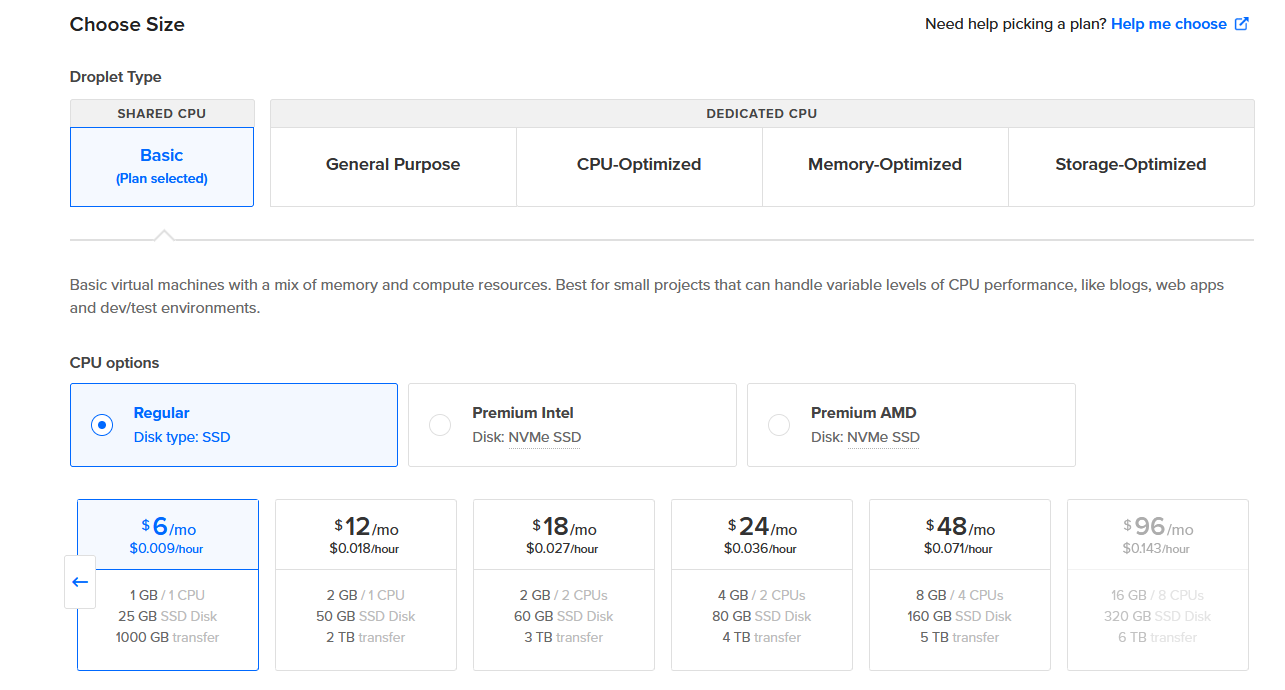 Choose Size
Need help picking a plan? Help me choose
Droplet Type
SHARED CPU
DEDICATED CPU
Basic
(Plan selected)
General Purpose
CPU-Optimized
Memory-Optimized
Storage-Optimized
Basic virtual machines with a mix of memory and compute resources. Best for small projects that can handle variable levels of CPU performance, like blogs, web apps
and dev/test environments.
CPU options
Regular
Disk type: SSD
Premium Intel
Disk: NVMe SSD
Premium AMD
Disk: NVMe SSD
$6/mo
$0.009/hour
1 GB / 1 CPU
25 GB SSD Disk
1000 GB transfer
$12/mo
$0.018/hour
2 GB / 1 CPU
50 GB SSD Disk
2 TB transfer
$18/mo
$0.027/hour
2 GB / 2 CPUs
60 GB SSD Disk
3 TB transfer
$24/mo
$0.036/hour
4 GB / 2 CPUs
80 GB SSD Disk
4 TB transfer
$48/mo
$0.071/hour
8 GB / 4 CPUs
160 GB SSD Disk
5 TB transfer
$96/mo
$0.143/hour
16 GB / 8 CPUs
320 GB SSD Disk
6 TB transfer